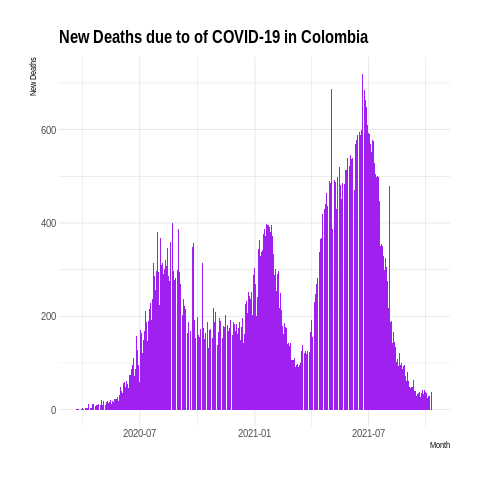 New Deaths due to of COVID-19 in Colombia
New Deaths
600
400
200
0
2020-07
2021-01
2021-07
Month